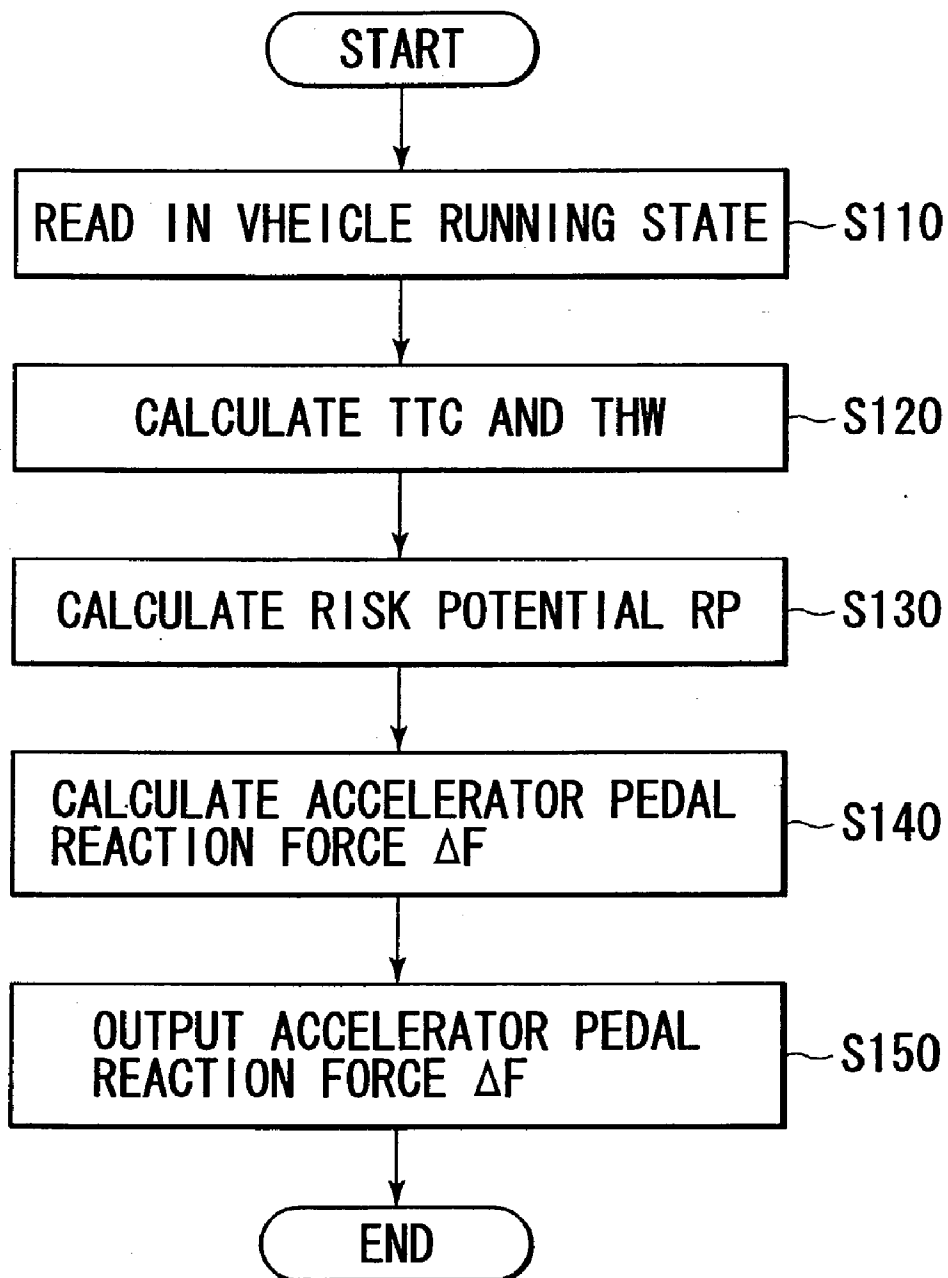 START
READ IN VHEICLE RUNNING STATE
S110
CALCULATE TTC AND THW
S120
CALCULATE RISK POTENTIAL RP
S130
CALCULATE ACCELERATOR PEDAL
REACTION FORCE ΔF
S140
OUTPUT ACCELERATOR PEDAL
REACTION FORCE ΔF
S150
END